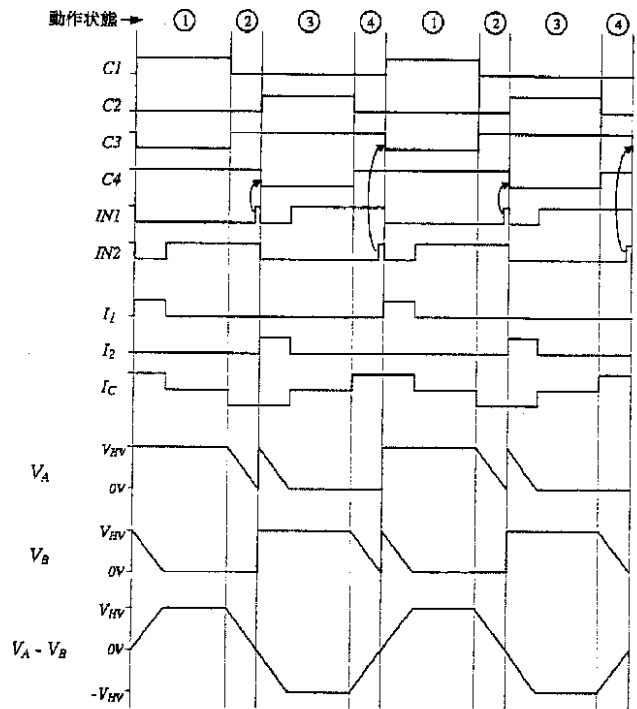 動作状態 ① ② ③ ④ ① ② ③ ④
C1
C2
C3
C4
IN1
IN2
I1
I2
IC
VHV
VA
0V
VHV
VB
0V
VHV
VA - VB 0V
-VHV